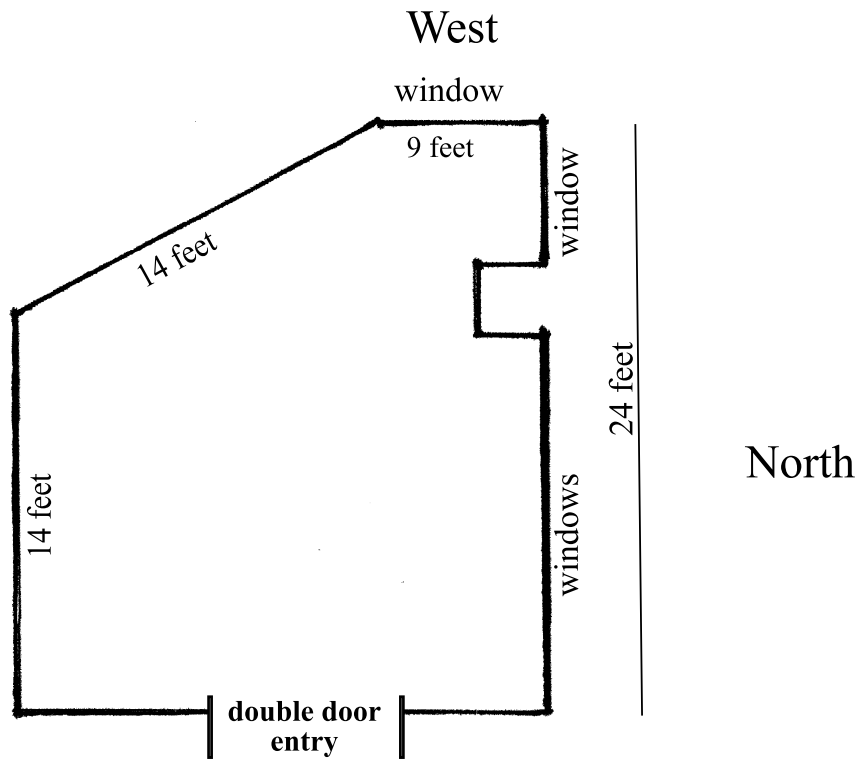 West
window
9 feet
window
14 feet
24 feet
North
14 feet
windows
double door
entry